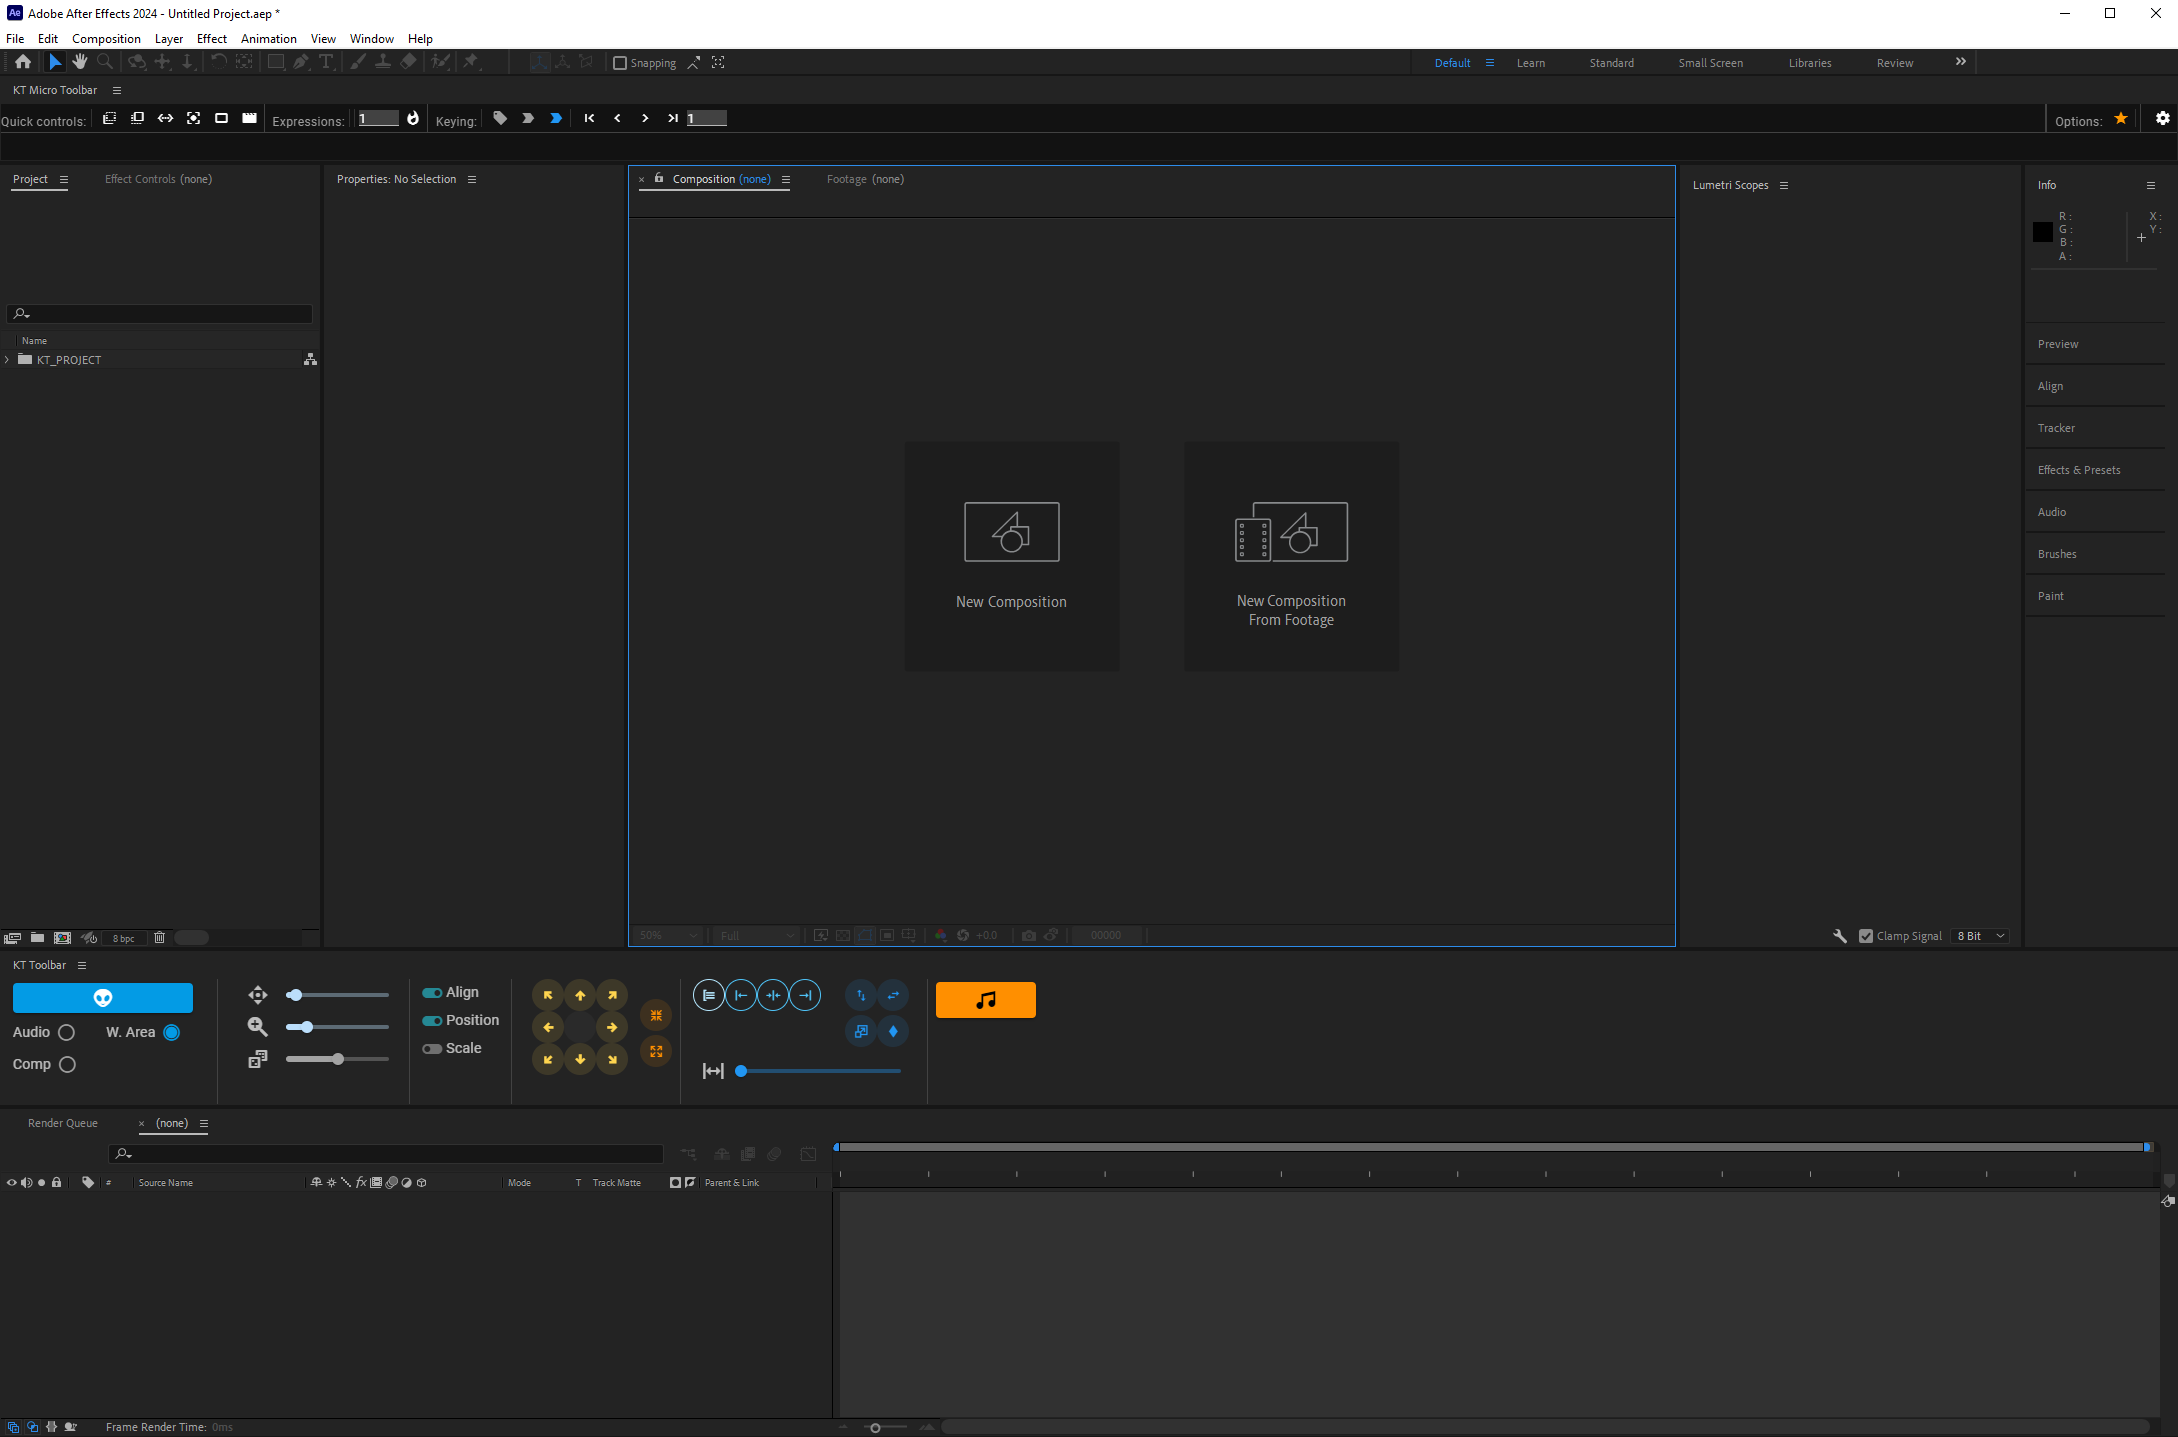 Ae Adobe After Effects 2024 - Untitled Project.aep *
File Edit Composition Layer Effect Animation View Window Help
Snapping Default Learn Standard Small Screen Libraries Review
KT Micro Toolbar
Quick controls: Expressions: 1 Keying: 1 Options:
Project Effect Controls (none) Properties: No Selection Composition (none) Footage (none) Lumetri Scopes Info
R : X :
G : Y :
B :
A :
Name
KT_PROJECT
Preview
Align
Tracker
Effects & Presets
Audio
Brushes
Paint
New Composition
New Composition
From Footage
8 bpc 50% Full +0.0 00000 Clamp Signal 8 Bit
KT Toolbar
Align
Position
Scale
Audio W. Area
Comp
Render Queue (none)
# Source Name fx Mode T Track Matte Parent & Link
Frame Render Time: 0ms